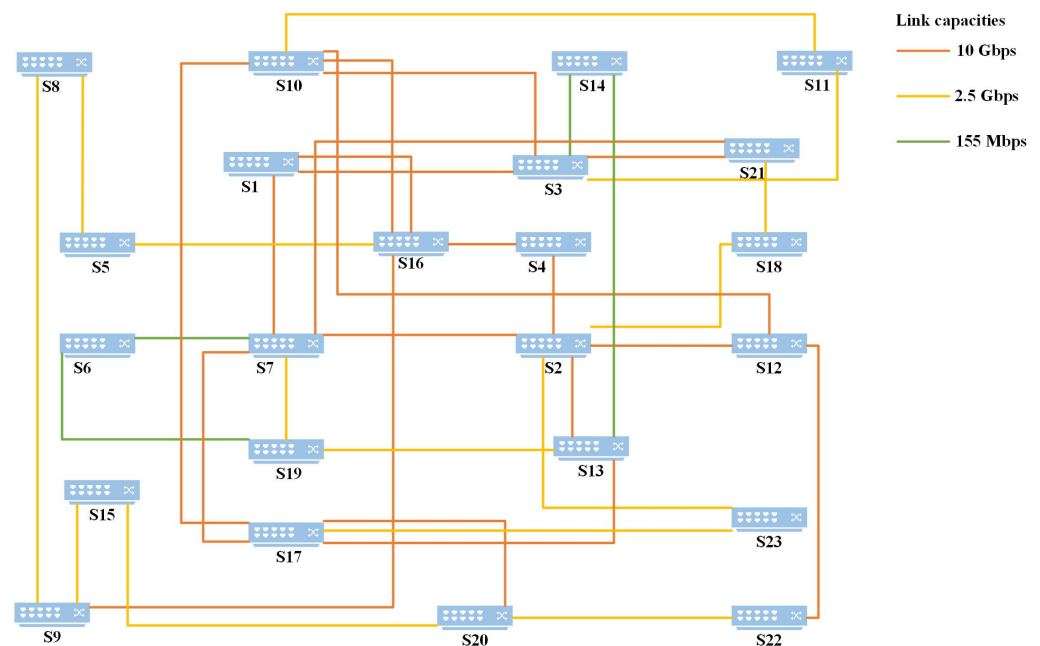 Link capacities
10 Gbps
2.5 Gbps
155 Mbps
S8
S10
S14
S11
S1
S3
S21
S5
S16
S4
S18
S6
S7
S2
S12
S19
S13
S15
S17
S23
S9
S20
S22